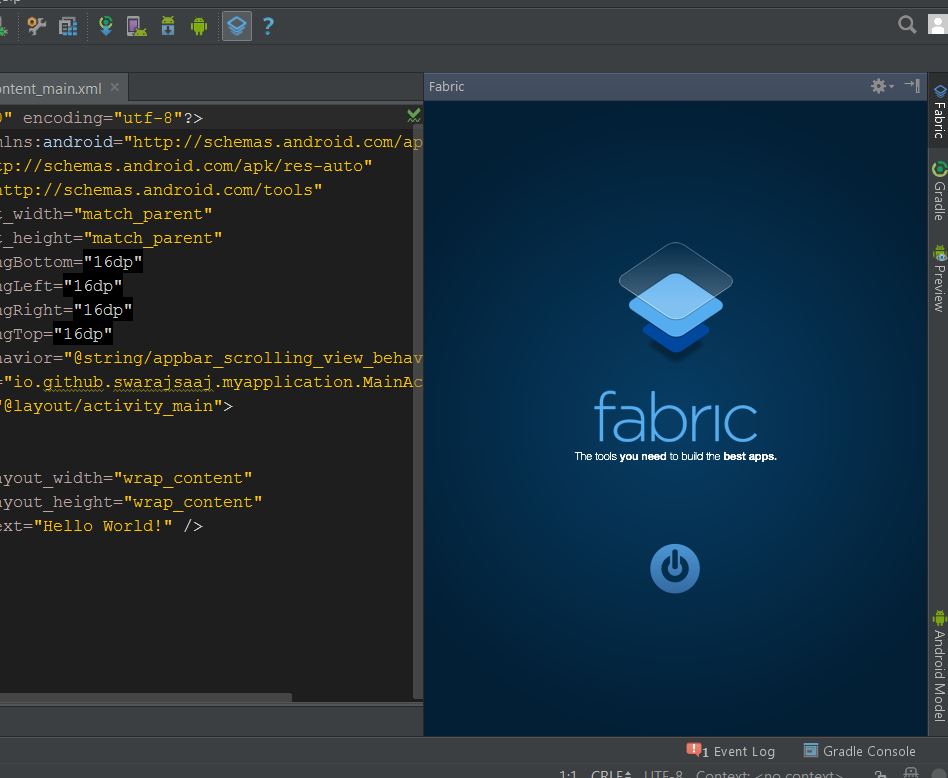 ?
ntent_main.xml ×
Fabric
" encoding="utf-8"?>
lns:android="http://schemas.android.com/ap
tp://schemas.android.com/apk/res-auto"
http://schemas.android.com/tools"
t_width="match_parent"
t_height="match_parent"
ngBottom="16dp"
ngLeft="16dp"
ngRight="16dp"
ngTop="16dp"
havior="@string/appbar_scrolling_view_behav
="io.github.swarajsaaj.myapplication.MainAc
"@layout/activity_main">
ayout_width="wrap_content"
ayout_height="wrap_content"
ext="Hello World!" />
fabric
The tools you need to build the best apps.
Fabric
Gradle
Preview
Android Model
1 Event Log
Gradle Console
1:1 CRLF UTF-8 Context: <no context>